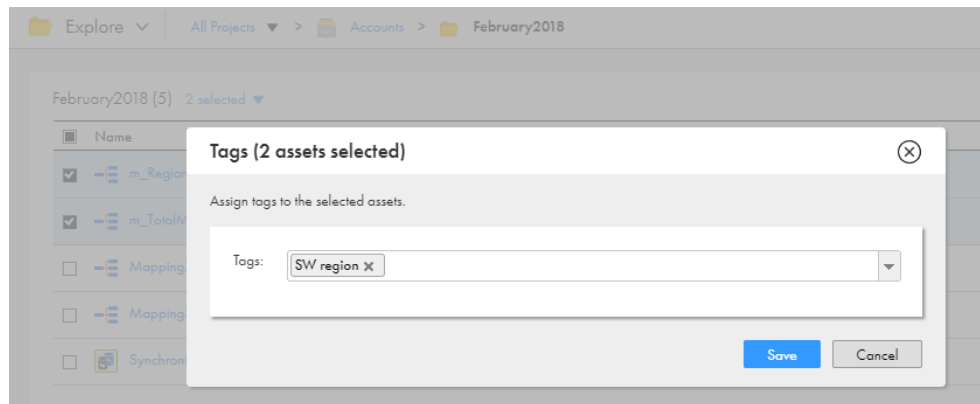 Explore All Projects > Accounts > February2018
February2018 (5) 2 selected
Name
Tags (2 assets selected)
m_Region
Assign tags to the selected assets.
m_TotalM
Tags: SW region
Mapping
Mapping
Save Cancel
Synchron